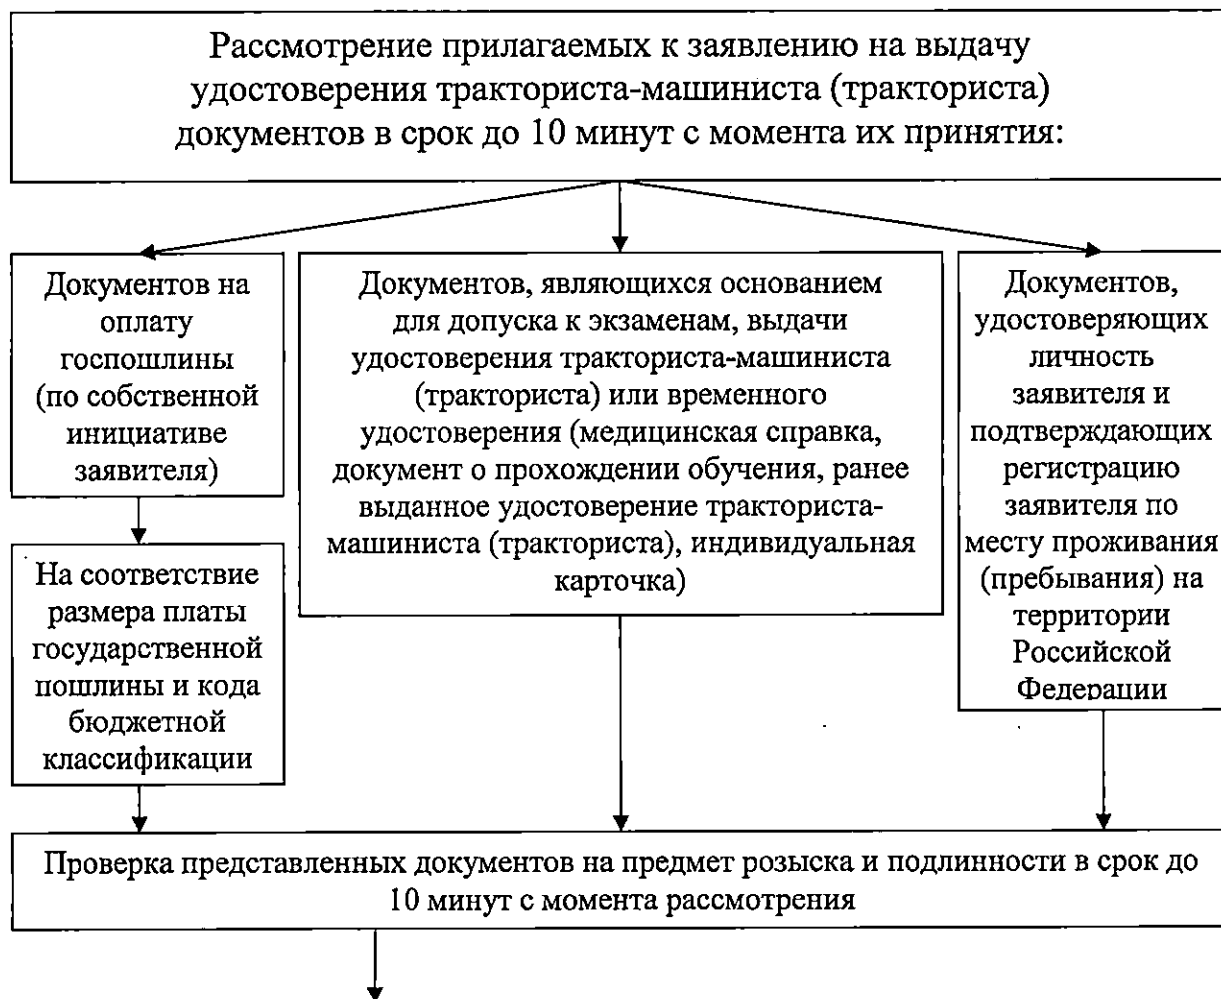 Рассмотрение прилагаемых к заявлению на выдачу
удостоверения тракториста-машиниста (тракториста)
документов в срок до 10 минут с момента их принятия:
Документов на
оплату
госпошлины
(по собственной
инициативе
заявителя)
На соответствие
размера платы
государственной
пошлины и кода
бюджетной
классификации
Документов, являющихся основанием
для допуска к экзаменам, выдачи
удостоверения тракториста-машиниста
(тракториста) или временного
удостоверения (медицинская справка,
документ о прохождении обучения, ранее
выданное удостоверение тракториста-
машиниста (тракториста), индивидуальная
карточка)
Документов,
удостоверяющих
личность
заявителя и
подтверждающих
регистрацию
заявителя по
месту проживания
(пребывания) на
территории
Российской
Федерации
Проверка представленных документов на предмет розыска и подлинности в срок до
10 минут с момента рассмотрения